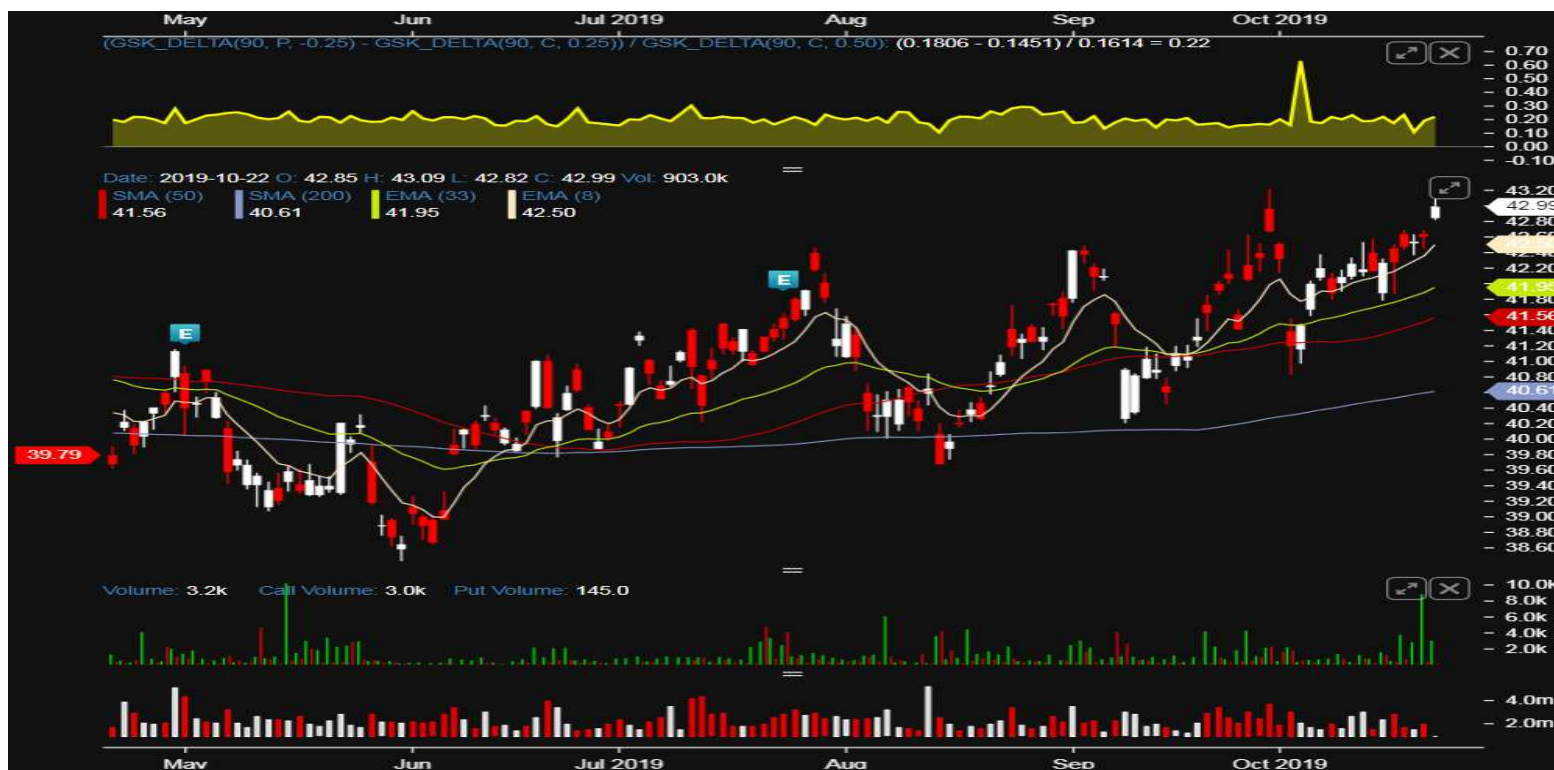 May Jun Jul 2019 Aug Sep Oct 2019
(GSK_DELTA(90, P, -0.25) - GSK_DELTA(90, C, 0.25)) / GSK_DELTA(90, C, 0.50): (0.1806 - 0.1451) / 0.1614 = 0.22
0.70
0.60
0.50
0.40
0.30
0.20
0.10
0.00
-0.10
Date: 2019-10-22 O: 42.85 H: 43.09 L: 42.82 C: 42.99 Vol: 903.0k
SMA (50) SMA (200) EMA (33) EMA (8)
41.56 40.61 41.95 42.50
E
E
39.79
43.20
42.99
42.80
42.60
42.50
42.40
42.20
41.95
41.80
41.56
41.40
41.20
41.00
40.80
40.61
40.40
40.20
40.00
39.80
39.60
39.40
39.20
39.00
38.80
38.60
Volume: 3.2k Call Volume: 3.0k Put Volume: 145.0
10.0k
8.0k
6.0k
4.0k
2.0k
4.0m
2.0m
May Jun Jul 2019 Aug Sep Oct 2019